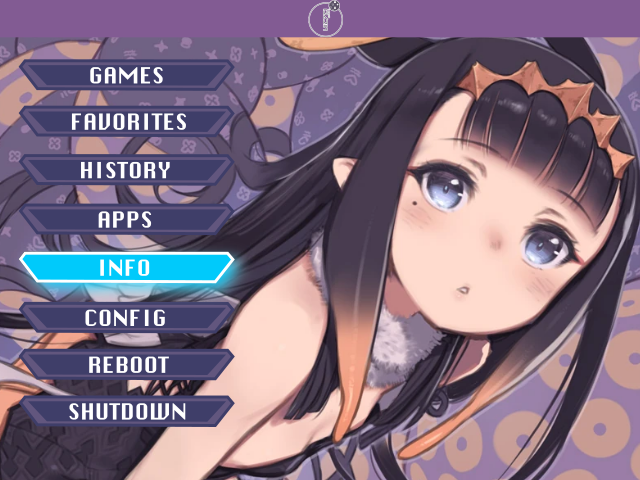 GAMES
FAVORITES
HISTORY
APPS
INFO
CONFIG
REBOOT
SHUTDOWN